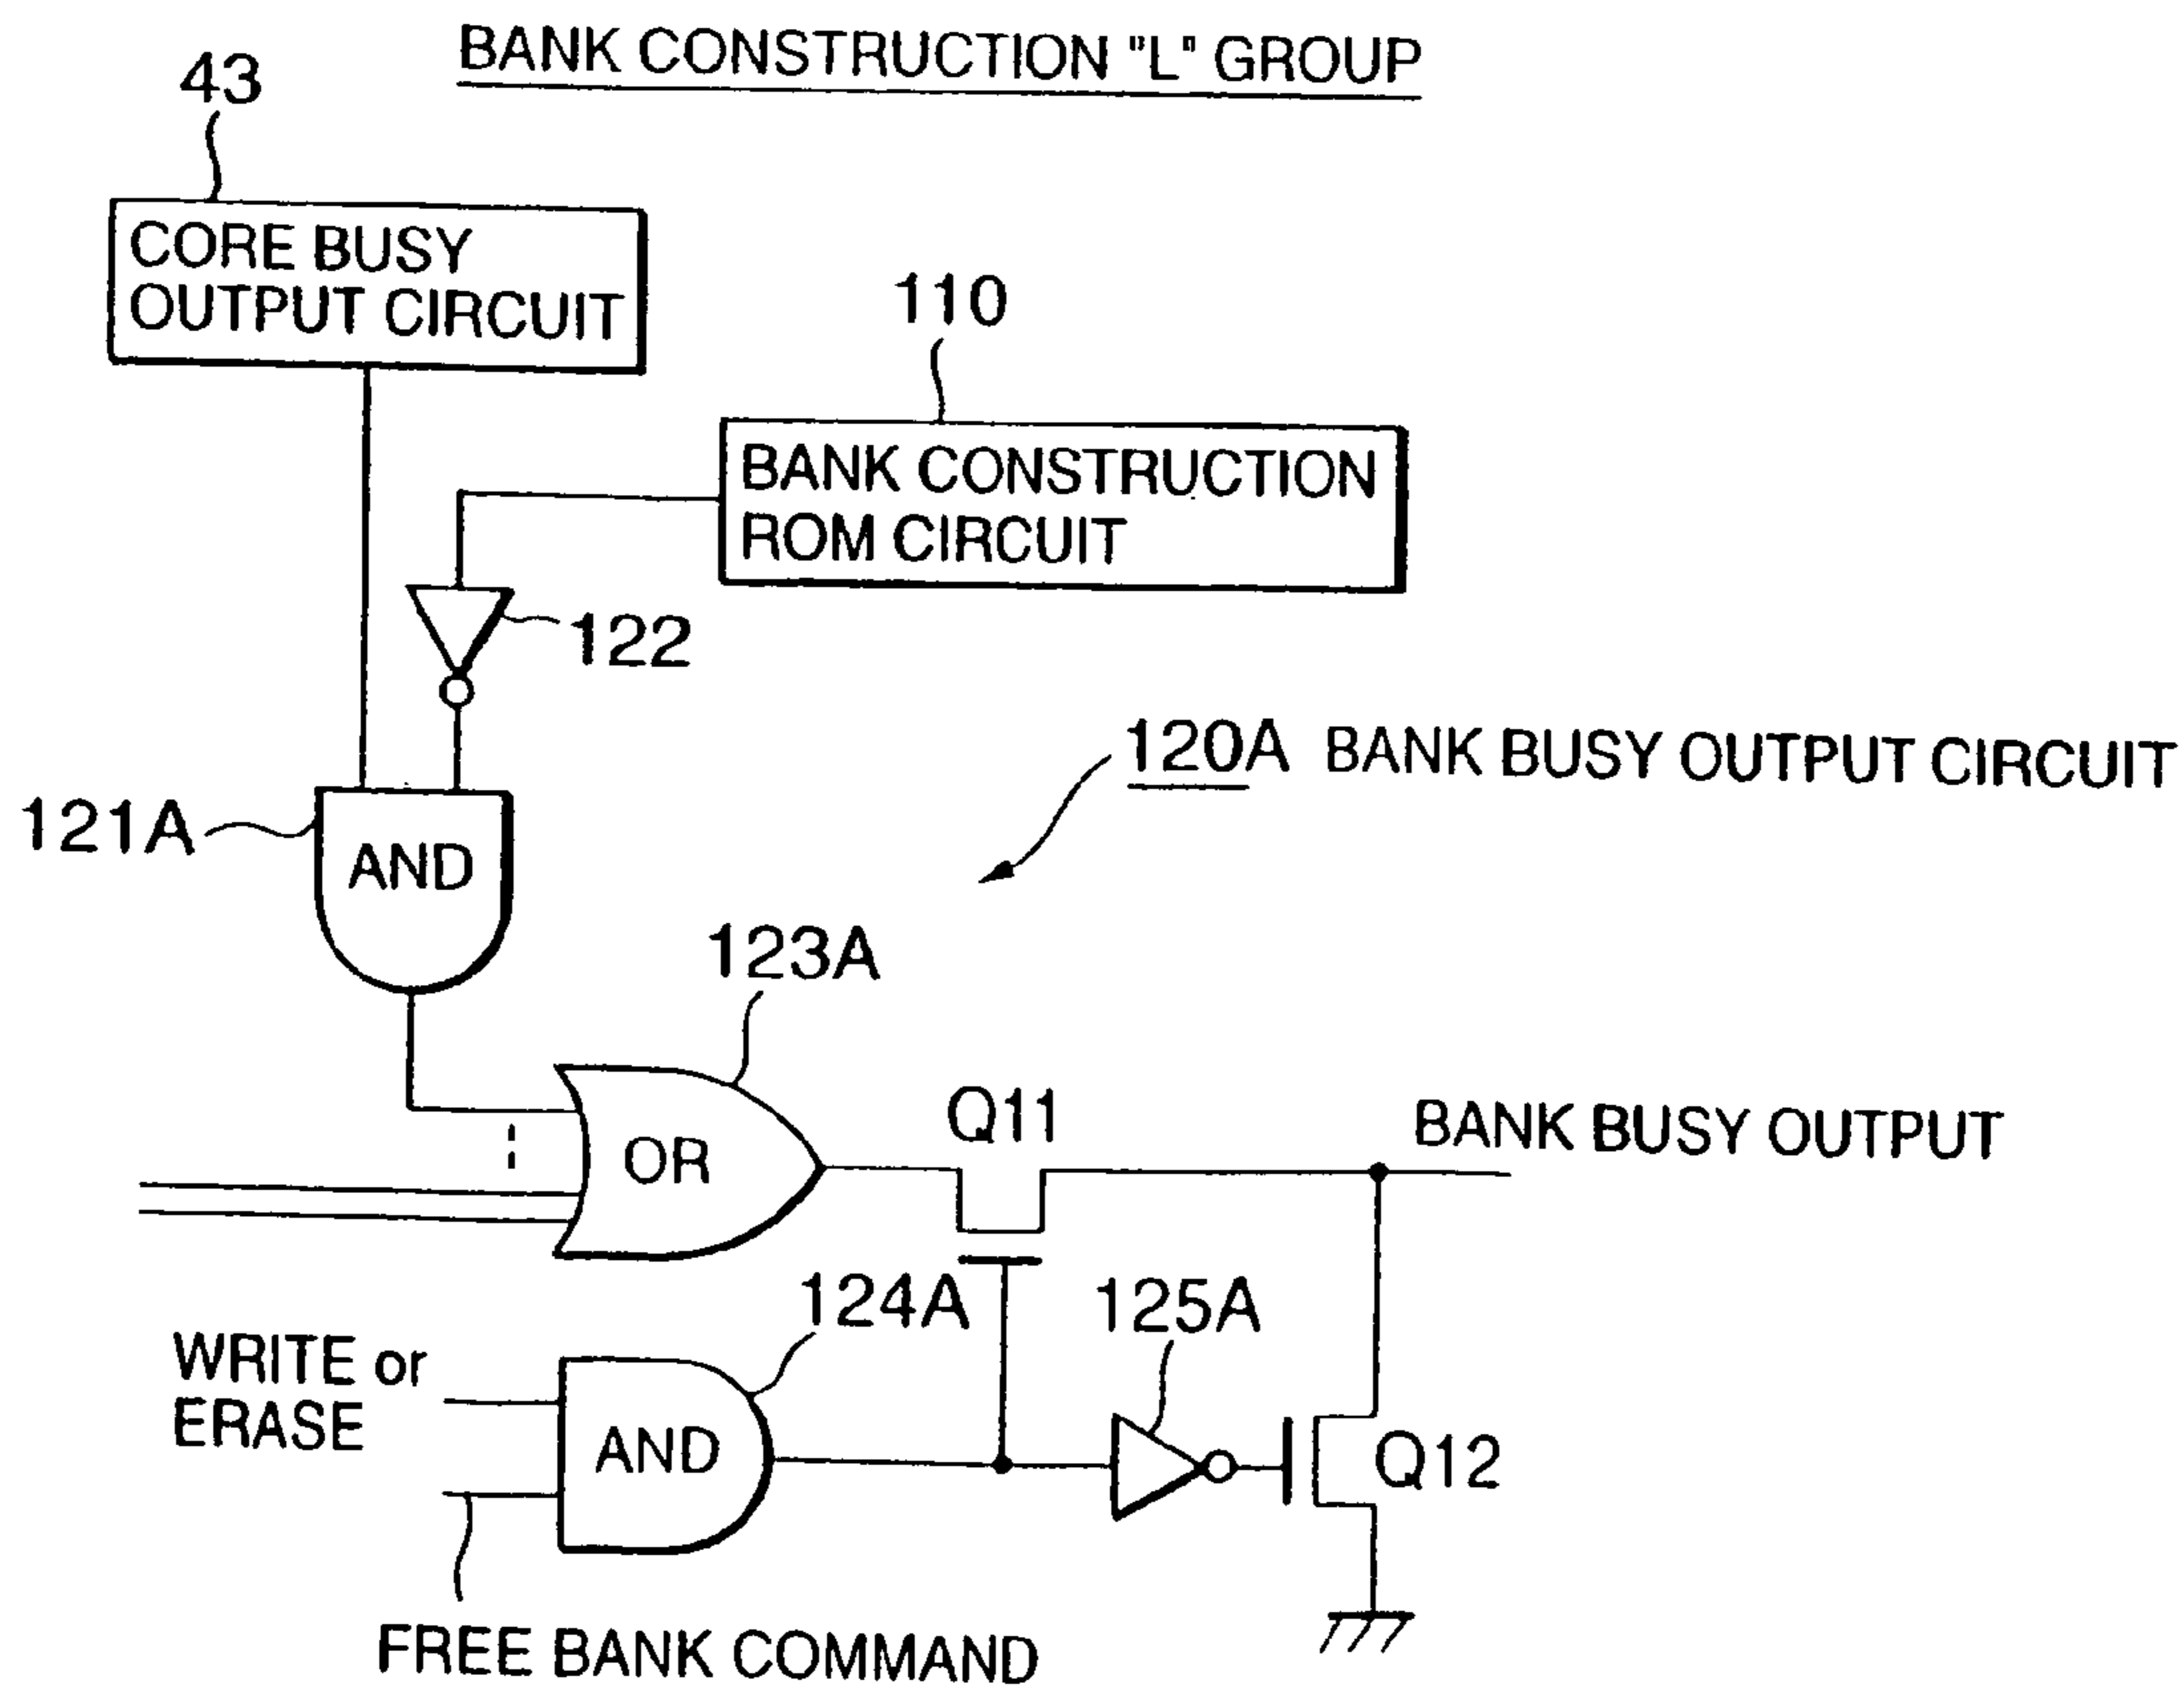 BANK CONSTRUCTION "L" GROUP
43
CORE BUSY
OUTPUT CIRCUIT
110
BANK CONSTRUCTION
ROM CIRCUIT
122
120A BANK BUSY OUTPUT CIRCUIT
121A
AND
123A
OR
Q11
BANK BUSY OUTPUT
124A
125A
WRITE or
ERASE
AND
Q12
FREE BANK COMMAND